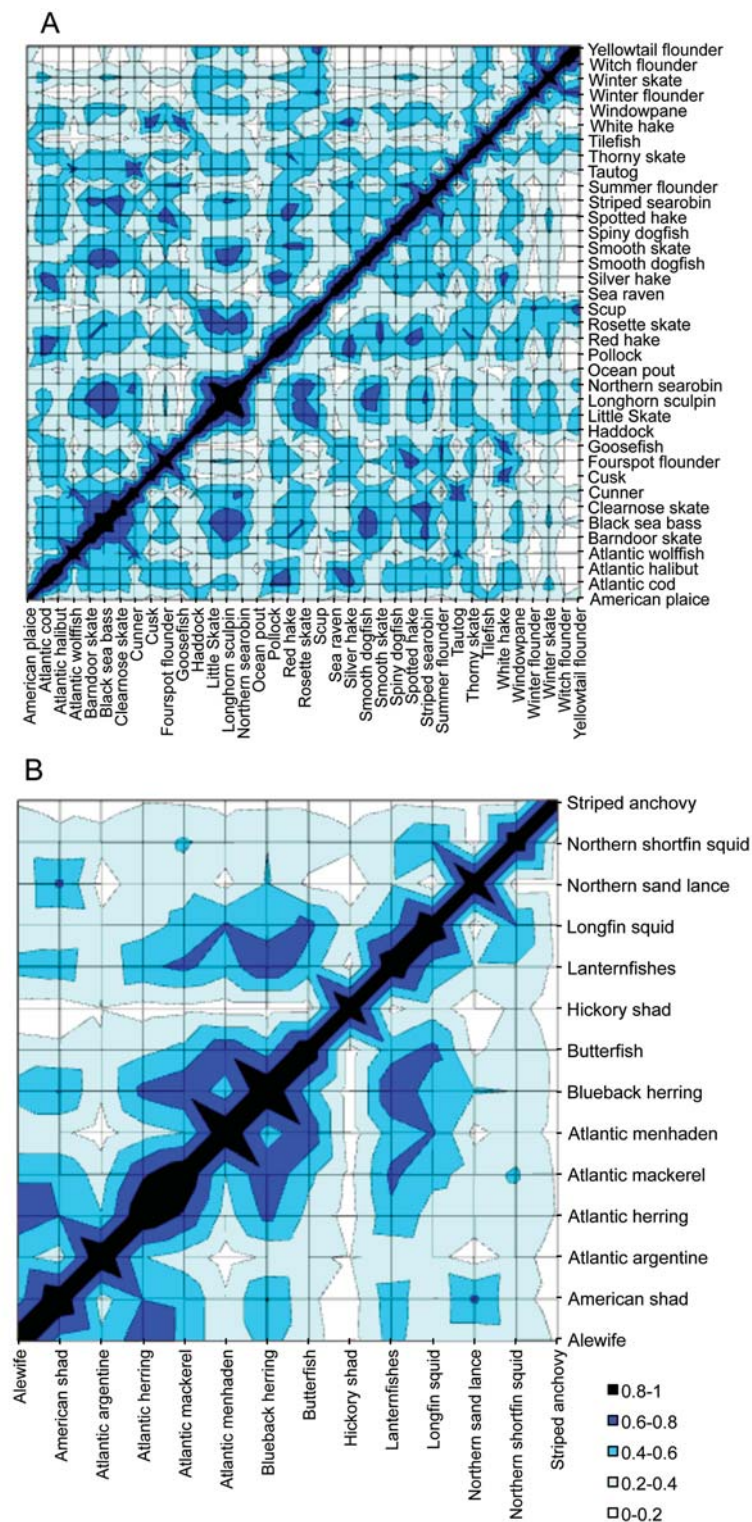 A
Yellowtail flounder
Witch flounder
Winter skate
Winter flounder
Windowpane
White hake
Tilefish
Thorny skate
Tautog
Summer flounder
Striped searobin
Spotted hake
Spiny dogfish
Smooth skate
Smooth dogfish
Silver hake
Sea raven
Scup
Rosette skate
Red hake
Pollock
Ocean pout
Northern searobin
Longhorn sculpin
Little Skate
Haddock
Goosefish
Fourspot flounder
Cusk
Cunner
Clearnose skate
Black sea bass
Barndoor skate
Atlantic wolffish
Atlantic halibut
Atlantic cod
American plaice
American plaice
Atlantic cod
Atlantic halibut
Atlantic wolffish
Barndoor skate
Black sea bass
Clearnose skate
Cunner
Cusk
Fourspot flounder
Goosefish
Haddock
Little Skate
Longhorn sculpin
Northern searobin
Ocean pout
Pollock
Red hake
Rosette skate
Scup
Sea raven
Silver hake
Smooth dogfish
Smooth skate
Spiny dogfish
Spotted hake
Striped searobin
Summer flounder
Tautog
Thorny skate
Tilefish
White hake
Windowpane
Winter flounder
Winter skate
Witch flounder
Yellowtail flounder
B
Striped anchovy
Northern shortfin squid
Northern sand lance
Longfin squid
Lanternfishes
Hickory shad
Butterfish
Blueback herring
Atlantic menhaden
Atlantic mackerel
Atlantic herring
Atlantic argentine
American shad
Alewife
Alewife
American shad
Atlantic argentine
Atlantic herring
Atlantic mackerel
Atlantic menhaden
Blueback herring
Butterfish
Hickory shad
Lanternfishes
Longfin squid
Northern sand lance
Northern shortfin squid
Striped anchovy
0.8-1
0.6-0.8
0.4-0.6
0.2-0.4
0-0.2